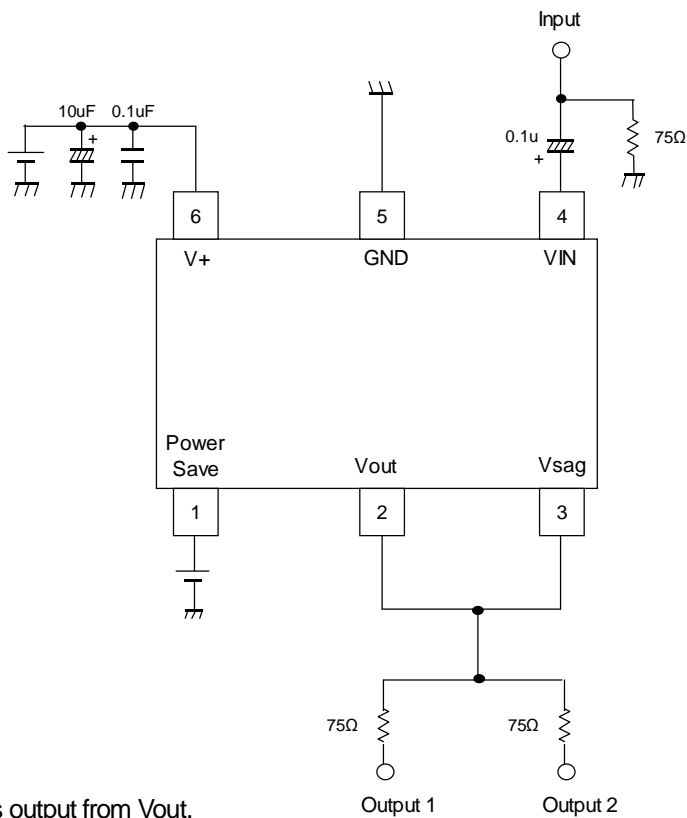 Input
10uF 0.1uF
+
0.1u
+
75Ω
6 5 4
V+ GND VIN
Power
Save
Vout
Vsag
1 2 3
75Ω 75Ω
Output 1 Output 2
output from Vout.